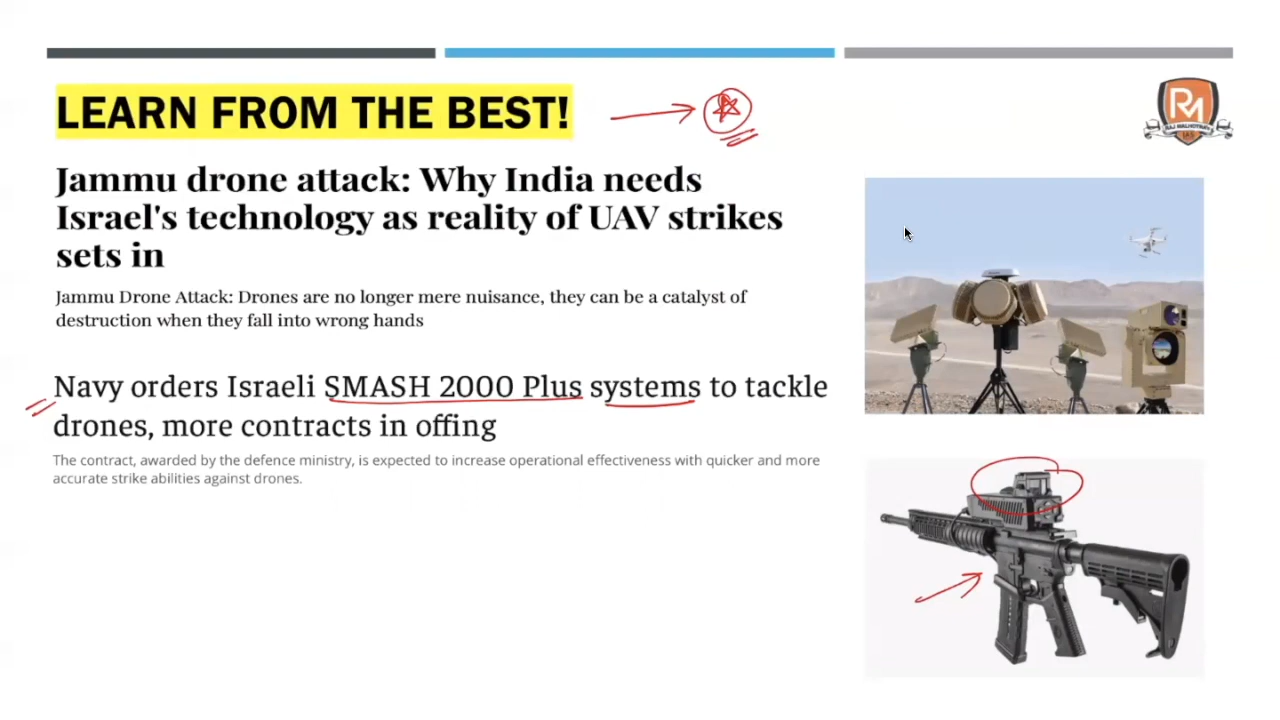 LEARN FROM THE BEST!
RM
RAJ MALHOTRA'S
IAS
Jammu drone attack: Why India needs
Israel's technology as reality of UAV strikes
sets in
Jammu Drone Attack: Drones are no longer mere nuisance, they can be a catalyst of
destruction when they fall into wrong hands
Navy orders Israeli SMASH 2000 Plus systems to tackle
drones, more contracts in offing
The contract, awarded by the defence ministry, is expected to increase operational effectiveness with quicker and more
accurate strike abilities against drones.